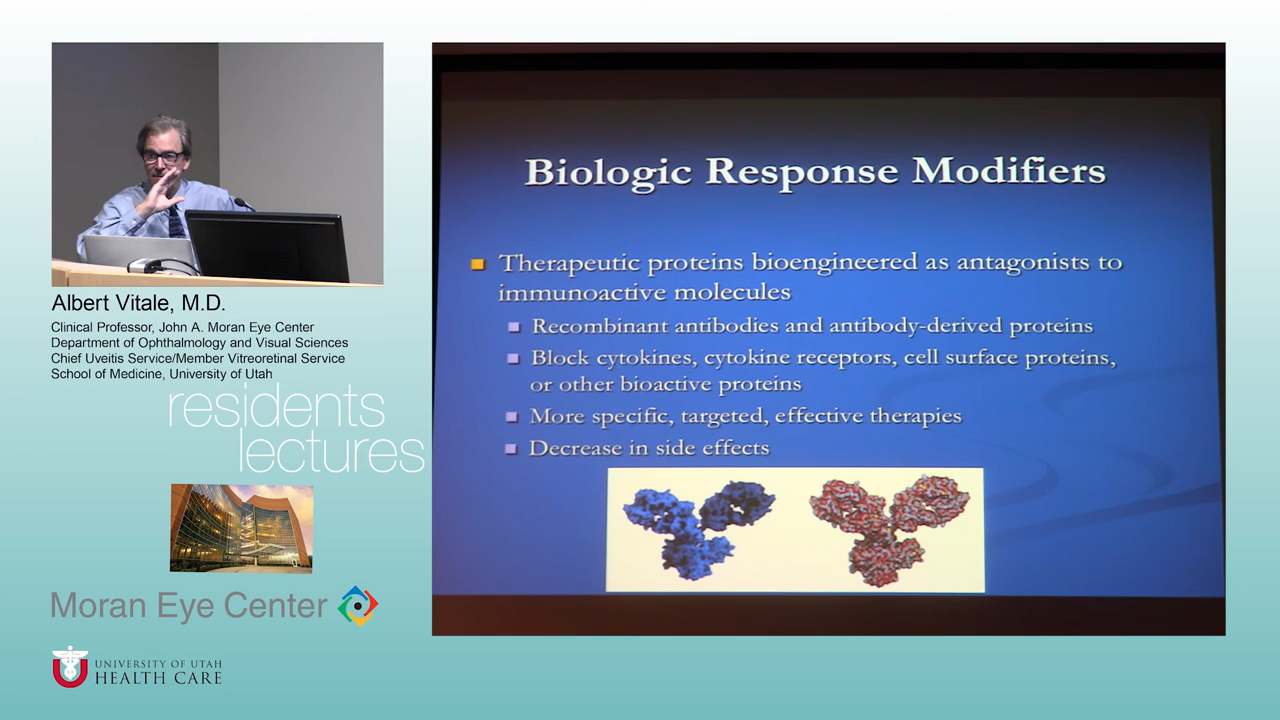 Albert Vitale, M.D.
Clinical Professor, John A. Moran Eye Center
Department of Ophthalmology and Visual Sciences
Chief Uveitis Service/Member Vitreoretinal Service
School of Medicine, University of Utah
residents
lectures
Moran Eye Center
UNIVERSITY OF UTAH
HEALTH CARE
Biologic Response Modifiers
Therapeutic proteins bioengineered as antagonists to
immunoactive molecules
Recombinant antibodies and antibody-derived proteins
Block cytokines, cytokine receptors, cell surface proteins,
or other bioactive proteins
More specific, targeted, effective therapies
Decrease in side effects